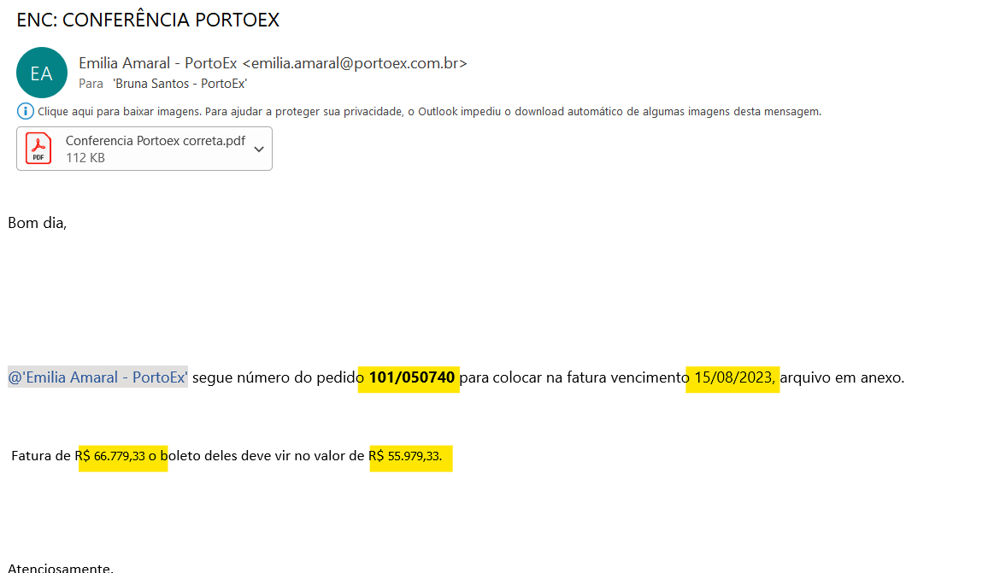 ENC: CONFERÊNCIA PORTOEX
EA
Emilia Amaral - PortoEx <emilia.amaral@portoex.com.br>
Para 'Bruna Santos - PortoEx'
Clique aqui para baixar imagens. Para ajudar a proteger sua privacidade, o Outlook impediu o download automático de algumas imagens desta mensagem.
PDF
Conferencia Portoex correta.pdf
112 KB
Bom dia,
@'Emilia Amaral - PortoEx' segue número do pedido 101/050740 para colocar na fatura vencimento 15/08/2023, arquivo em anexo.
Fatura de R$ 66.779,33 o boleto deles deve vir no valor de R$ 55.979,33.
Atenciosamente,